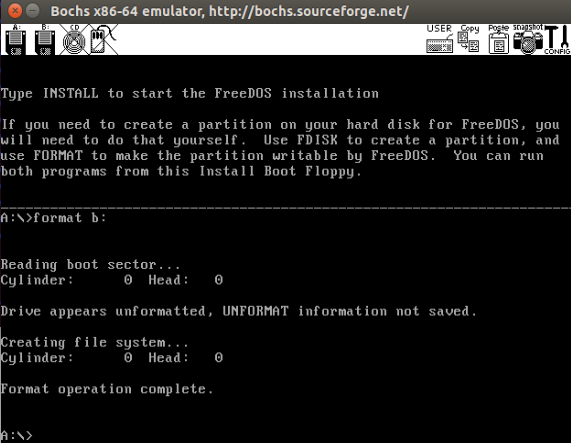 Bochs x86-64 emulator, http://bochs.sourceforge.net/
A: B: CD USER Copy Poste snapshot CONFIG
Type INSTALL to start the FreeDOS installation
If you need to create a partition on your hard disk for FreeDOS, you
will need to do that yourself.  Use FDISK to create a partition, and
use FORMAT to make the partition writable by FreeDOS.  You can run
both programs from this Install Boot Floppy.
A:\>format b:
Reading boot sector...
Cylinder:      0  Head:   0
Drive appears unformatted, UNFORMAT information not saved.
Creating file system...
Cylinder:      0  Head:   0
Format operation complete.
A:\>